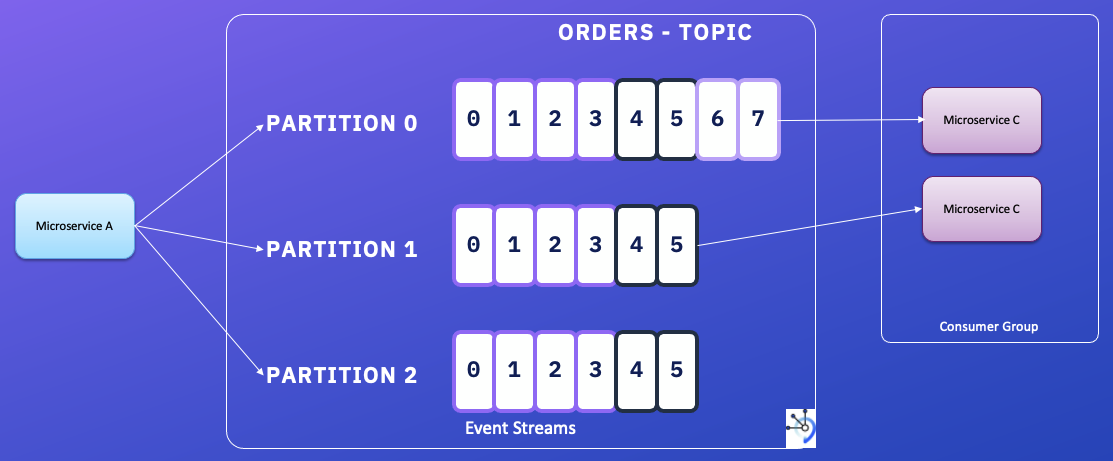 ORDERS - TOPIC
PARTITION 0
0 1 2 3 4 5 6 7
Microservice C
Microservice A
PARTITION 1
0 1 2 3 4 5
Microservice C
PARTITION 2
0 1 2 3 4 5
Consumer Group
Event Streams